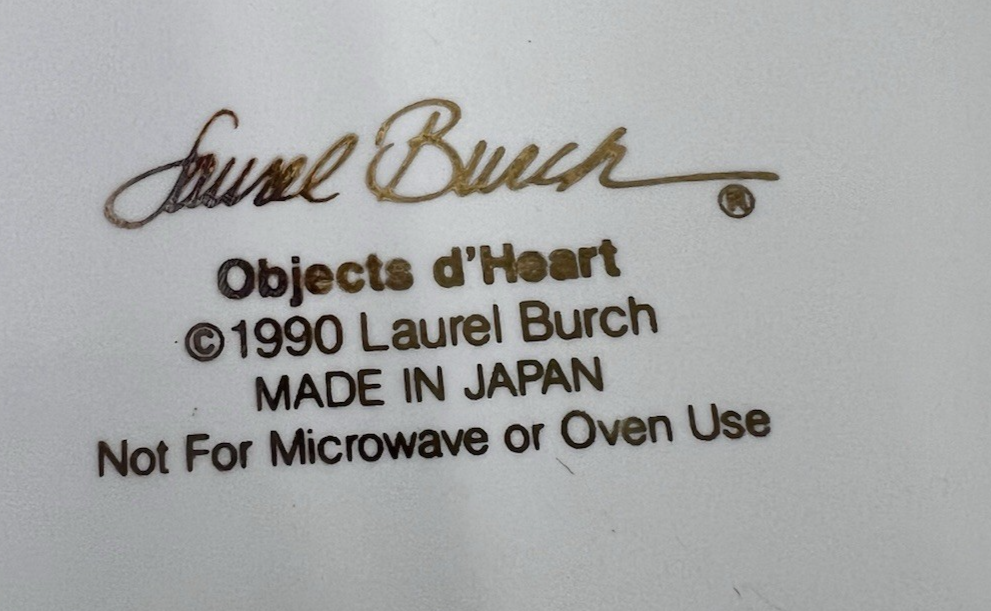 Laurel Burch ®
Objects d'Heart
©1990 Laurel Burch
MADE IN JAPAN
Not For Microwave or Oven Use